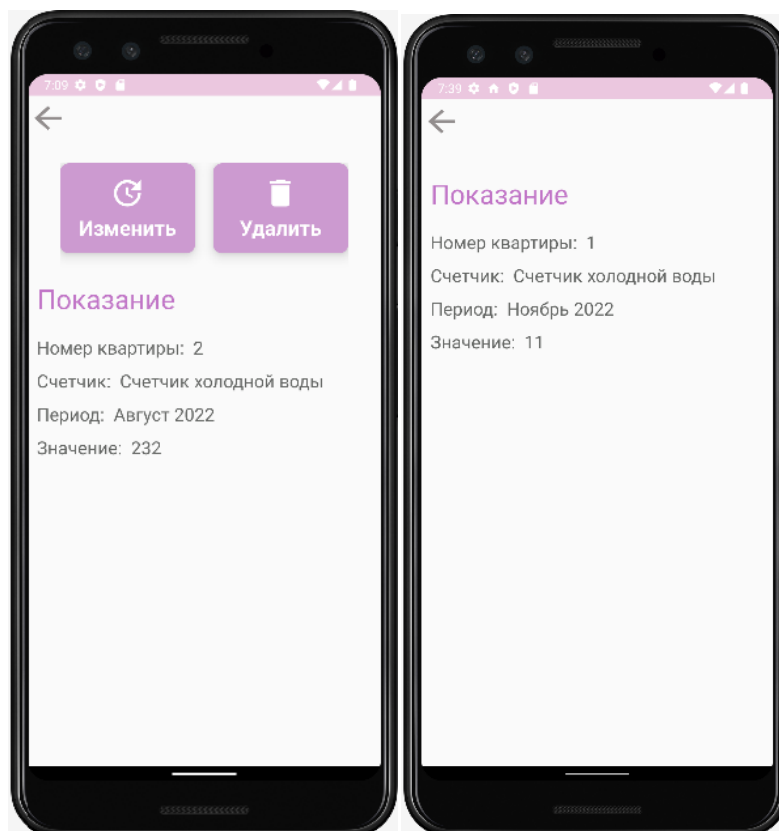 7:09
Изменить
Удалить
Показание
Номер квартиры: 2
Счетчик: Счетчик холодной воды
Период: Август 2022
Значение: 232
7:39
Показание
Номер квартиры: 1
Счетчик: Счетчик холодной воды
Период: Ноябрь 2022
Значение: 11